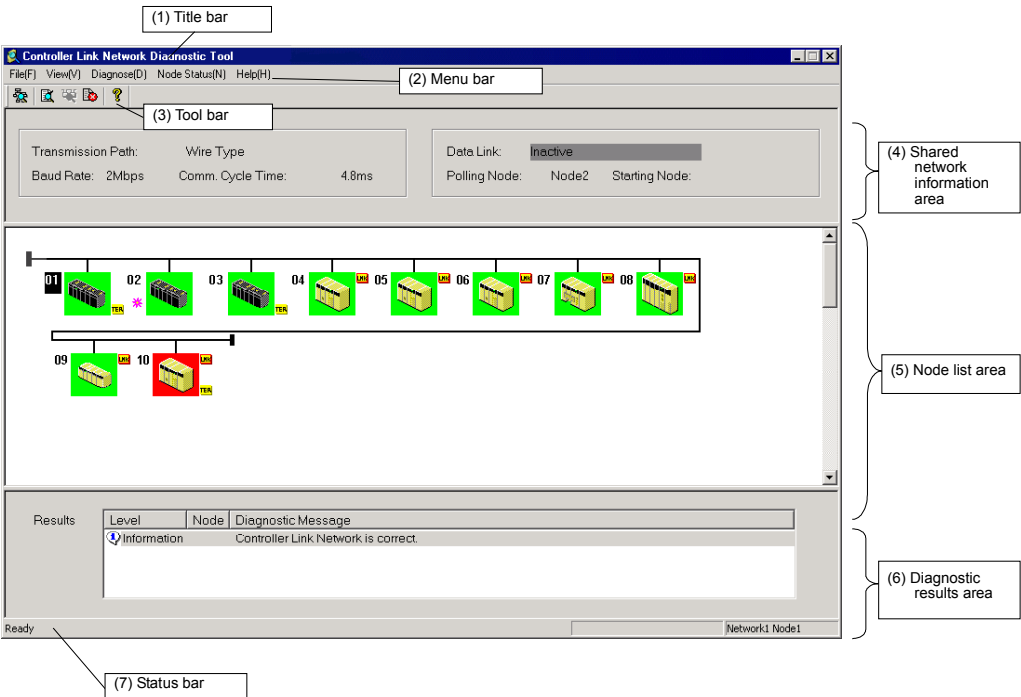 (1) Title bar
Controller Link Network Diagnostic Tool
File(F) View(V) Diagnose(D) Node Status(N) Help(H)
(2) Menu bar
(3) Tool bar
Transmission Path: Wire Type
Baud Rate: 2Mbps Comm. Cycle Time: 4.8ms
Data Link: Inactive
Polling Node: Node2 Starting Node:
(4) Shared
network
information
area
01 02 03 04 05 06 07 08
LNK LNK LNK LNK LNK
TER TER
09 10
LNK LNK
TER
(5) Node list area
Results
Level Node Diagnostic Message
Information Controller Link Network is correct.
(6) Diagnostic
results area
Ready
Network1 Node1
(7) Status bar